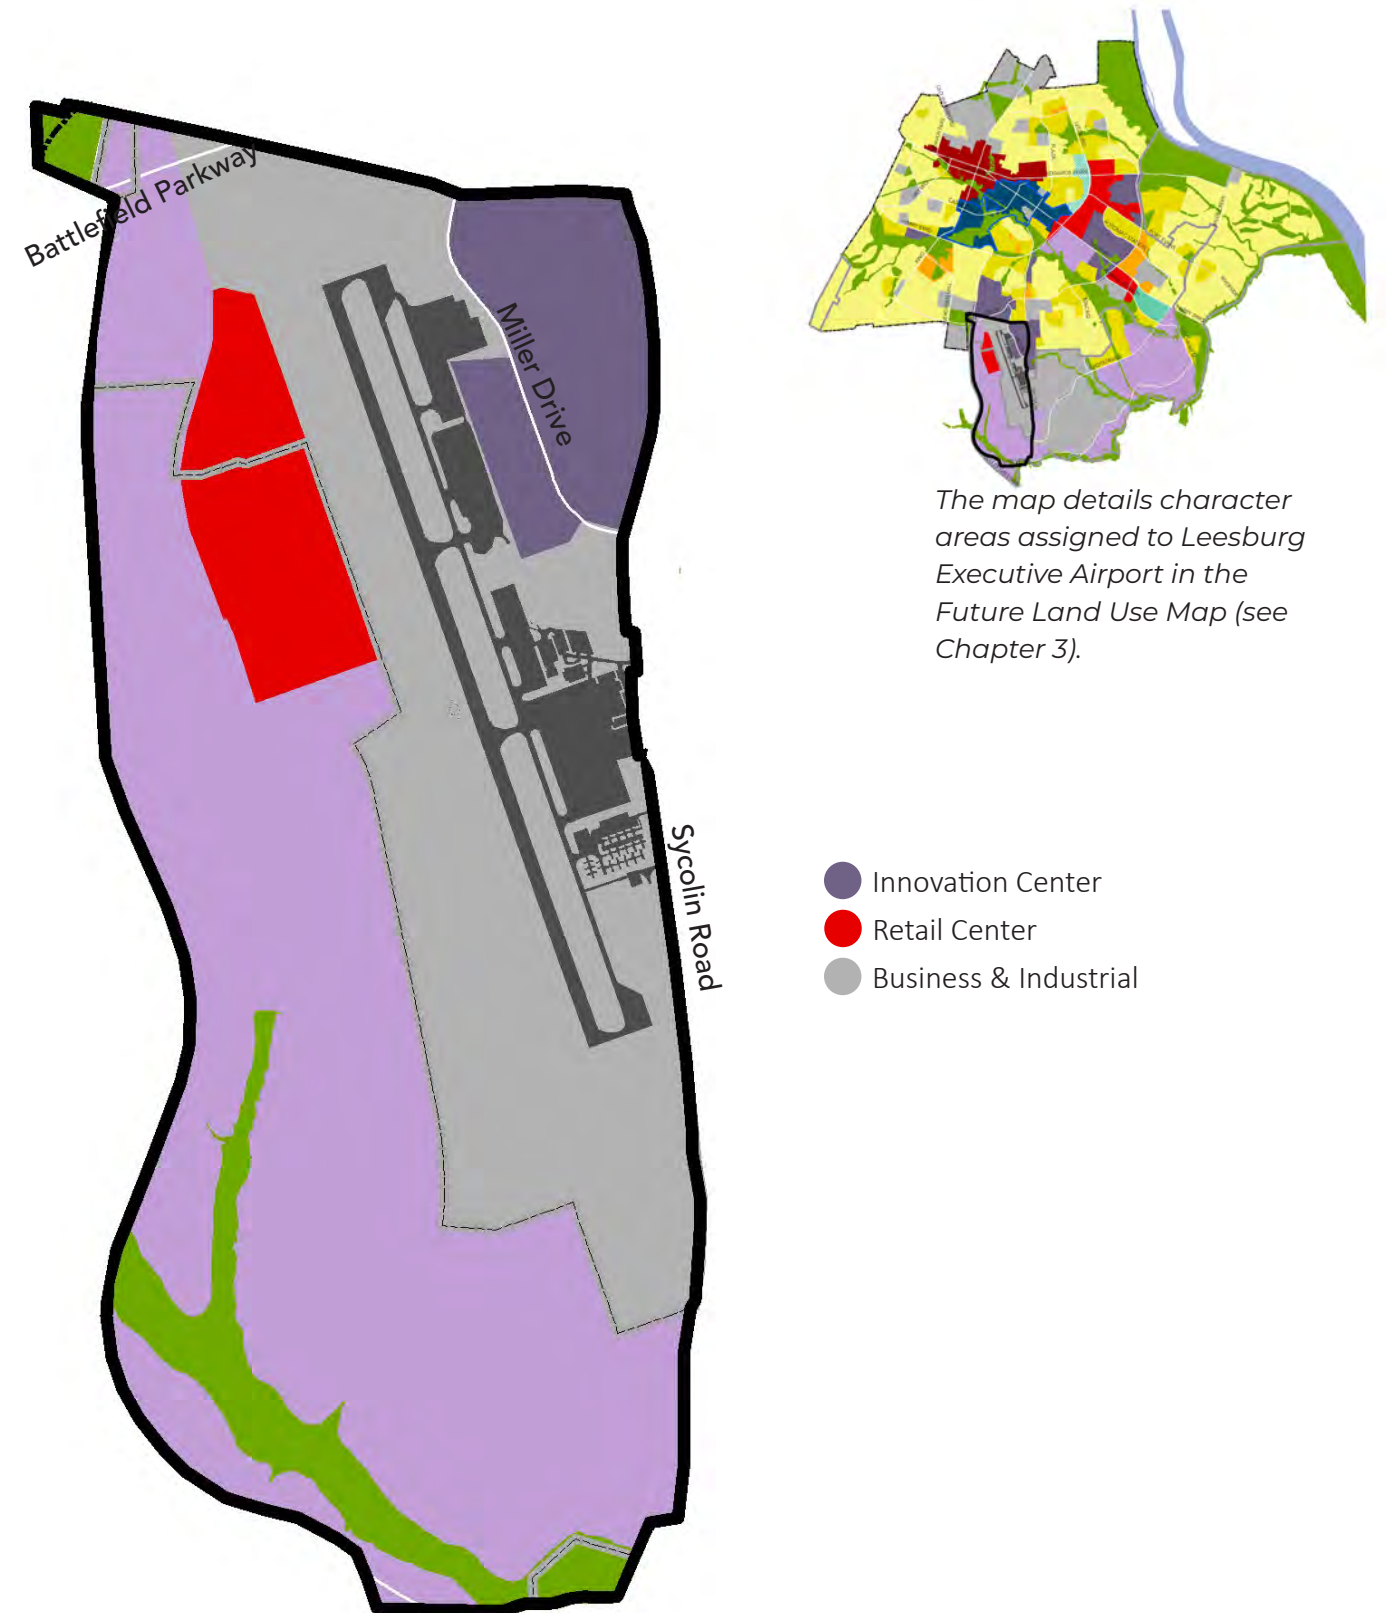 Battlefield Parkway
Miller Drive
Sycolin Road
The map details character
areas assigned to Leesburg
Executive Airport in the
Future Land Use Map (see
Chapter 3).
Innovation Center
Retail Center
Business & Industrial